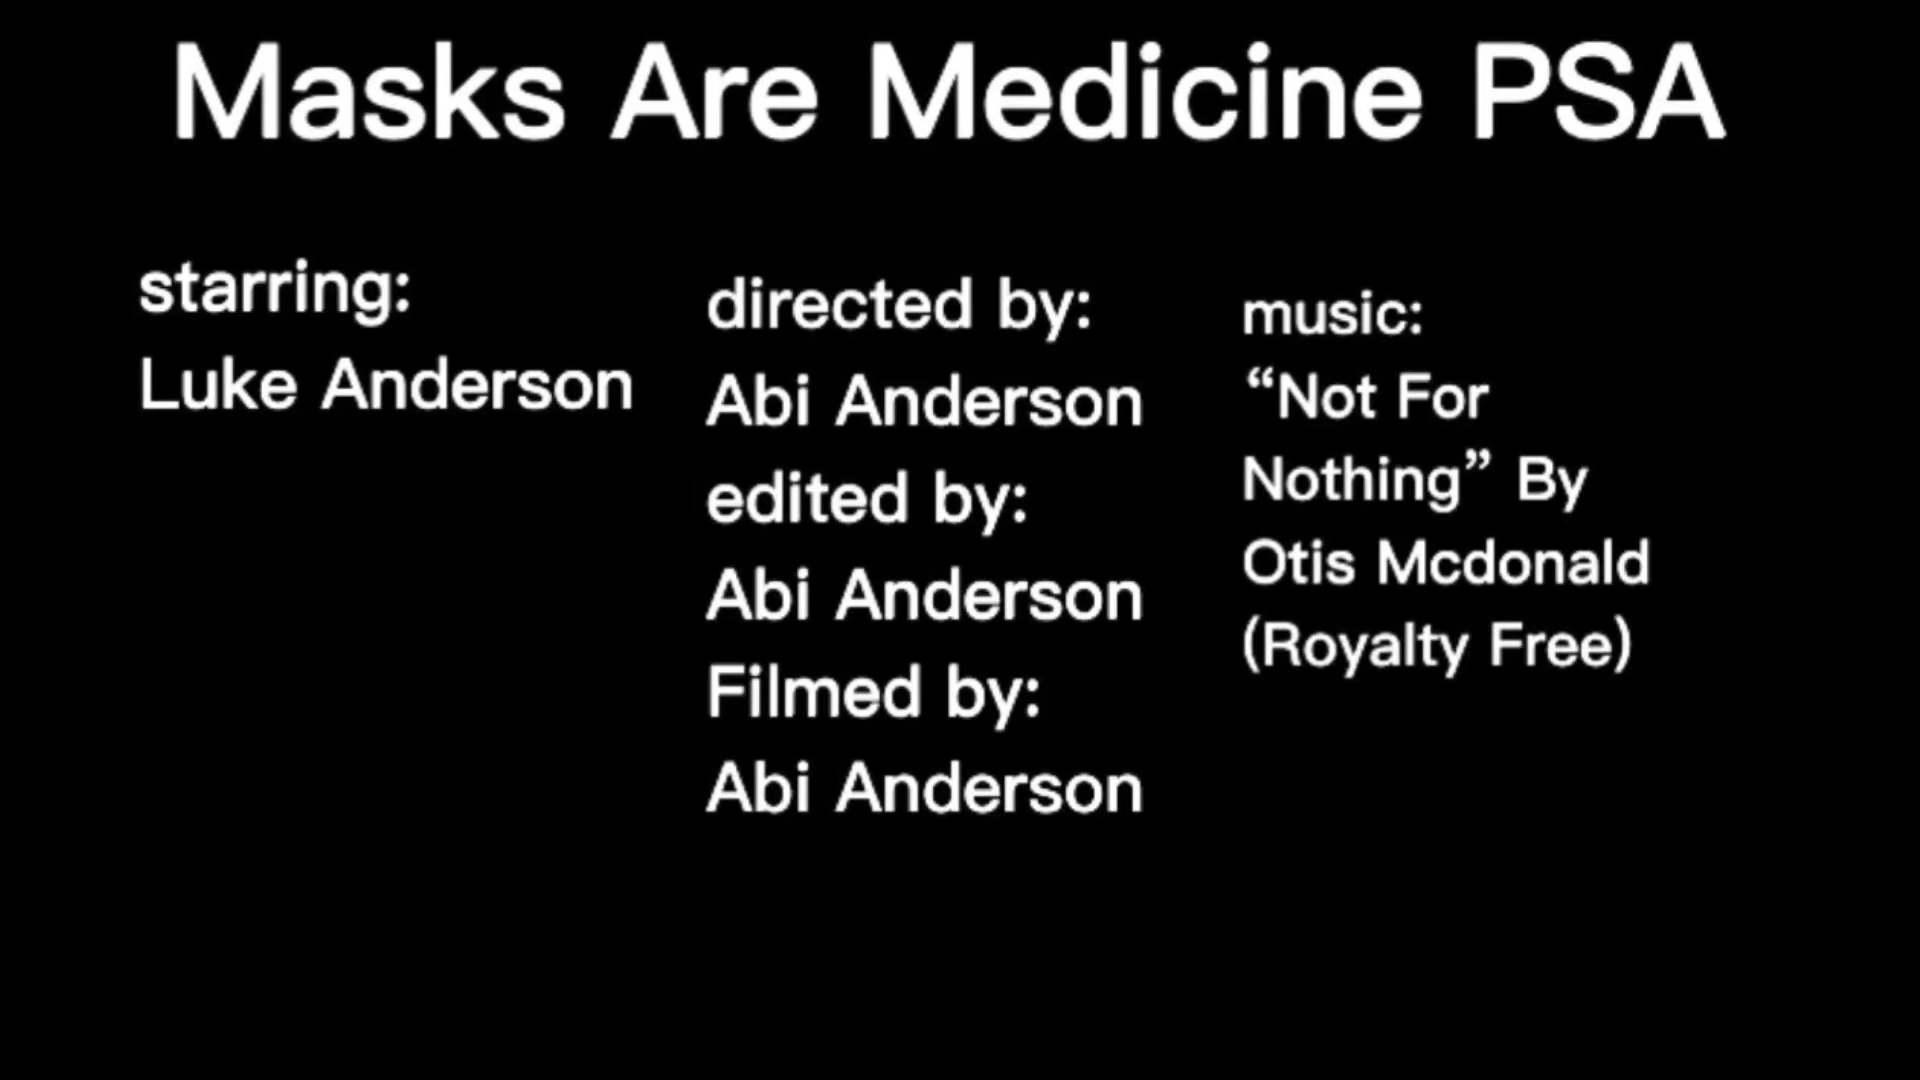 Masks Are Medicine PSA
starring:
Luke Anderson
directed by:
Abi Anderson
edited by:
Abi Anderson
Filmed by:
Abi Anderson
music:
“Not For
Nothing” By
Otis Mcdonald
(Royalty Free)